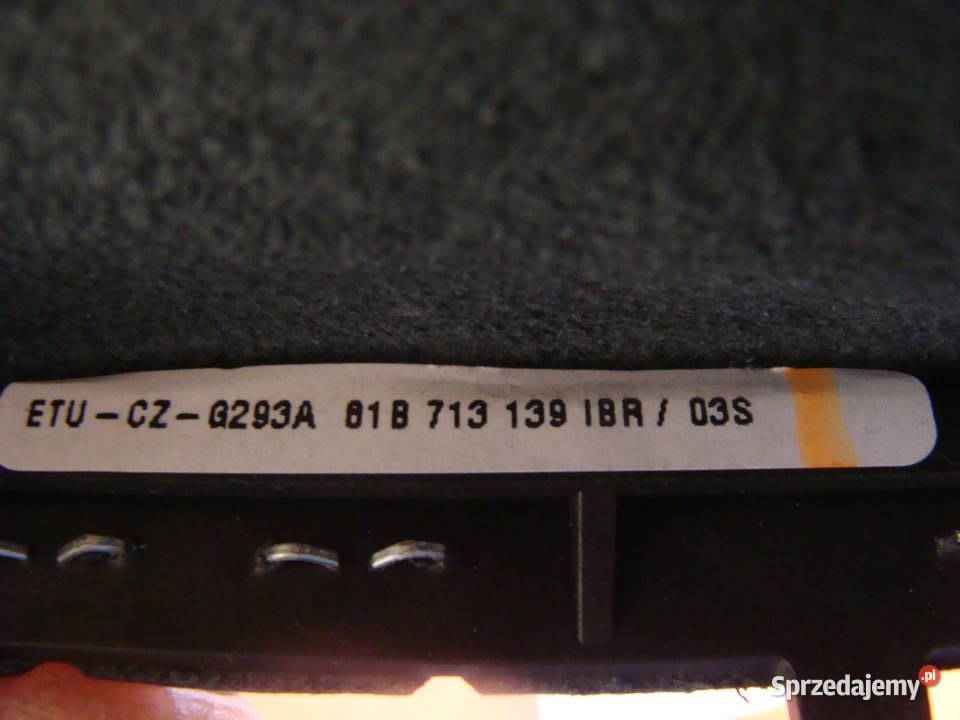 ETU-CZ-G293A 81B 713 139 IBR/ 03S
Sprzedajemy.pl